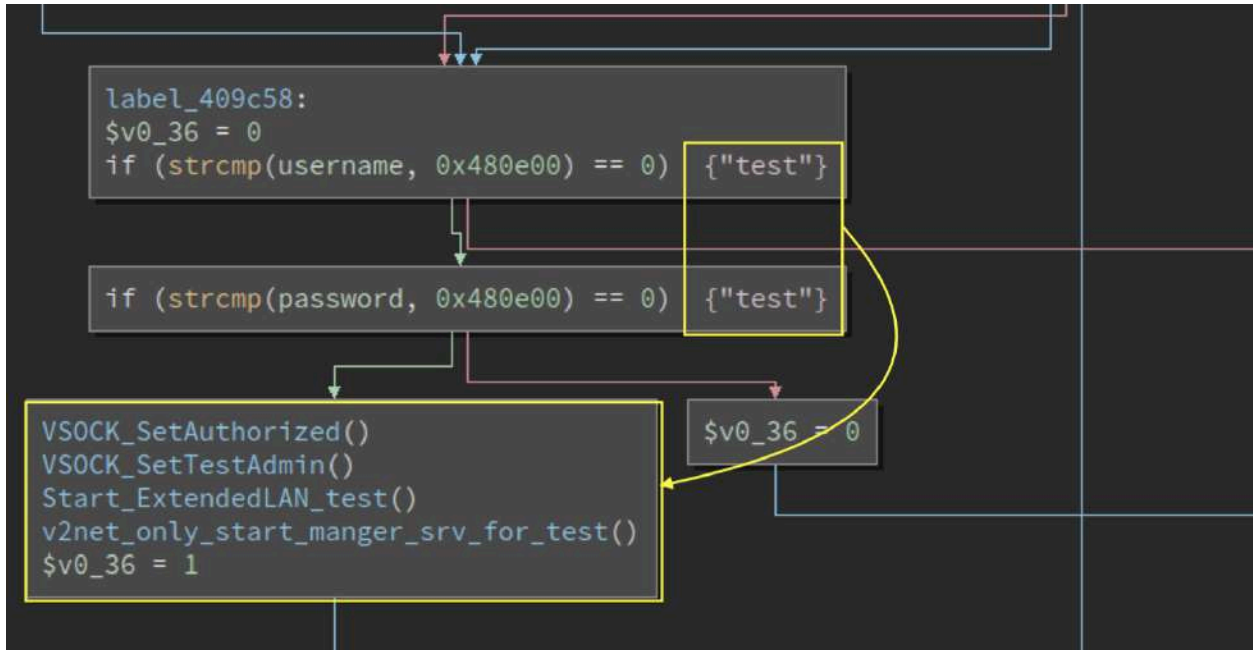 label_409c58:
$v0_36 = 0
if (strcmp(username, 0x480e00) == 0) {"test"}
if (strcmp(password, 0x480e00) == 0) {"test"}
VSOCK_SetAuthorized()
VSOCK_SetTestAdmin()
Start_ExtendedLAN_test()
v2net_only_start_manger_srv_for_test()
$v0_36 = 1
$v0_36 = 0